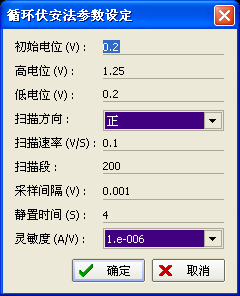 循环伏安法参数设定
初始电位 (V) : 0.2
高电位 (V) : 1.25
低电位 (V) : 0.2
扫描方向 : 正
扫描速率 (V/S) : 0.1
扫描段 : 200
采样间隔 (V) : 0.001
静置时间 (S) : 4
灵敏度 (A/V) : 1.e-006
确定 取消